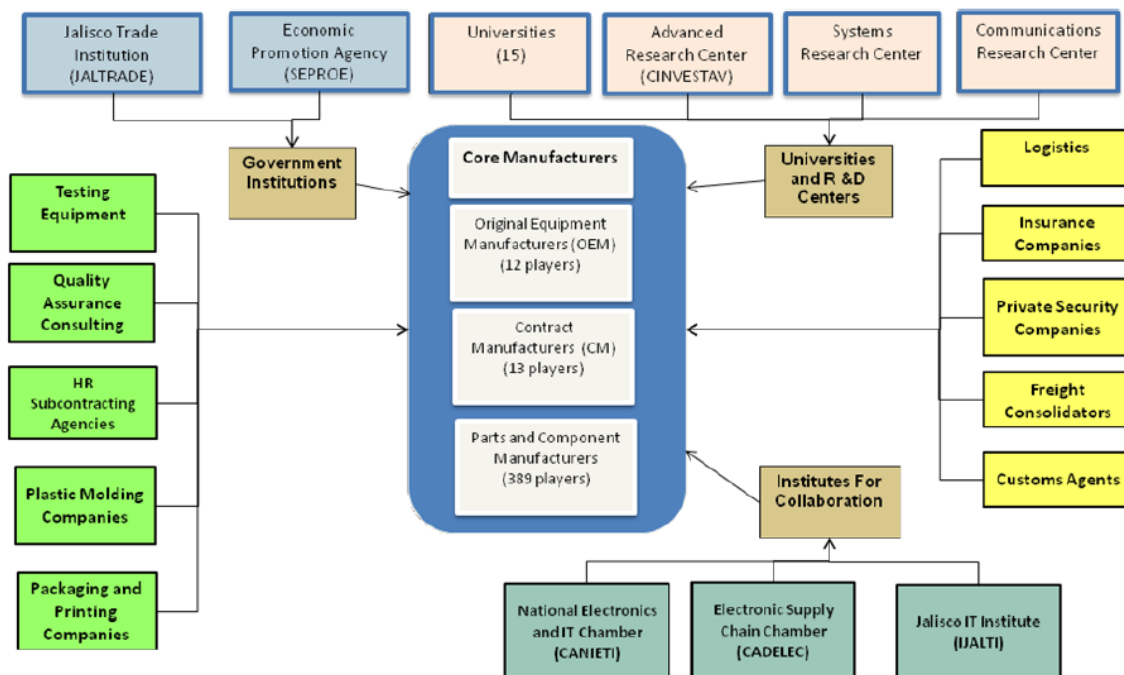 Jalisco Trade
Institution
(JALTRADE)
Economic
Promotion Agency
(SEPROE)
Universities
(15)
Advanced
Research Center
(CINVESTAV)
Systems
Research Center
Communications
Research Center
Government
Institutions
Core Manufacturers
Universities
and R &D
Centers
Logistics
Testing
Equipment
Original Equipment
Manufacturers (OEM)
(12 players)
Insurance
Companies
Quality
Assurance
Consulting
Contract
Manufacturers (CM)
(13 players)
Private Security
Companies
HR
Subcontracting
Agencies
Freight
Consolidators
Parts and Component
Manufacturers
(389 players)
Plastic Molding
Companies
Institutes For
Collaboration
Customs Agents
Packaging and
Printing
Companies
National Electronics
and IT Chamber
(CANIETI)
Electronic Supply
Chain Chamber
(CADELEC)
Jalisco IT Institute
(IJALTI)